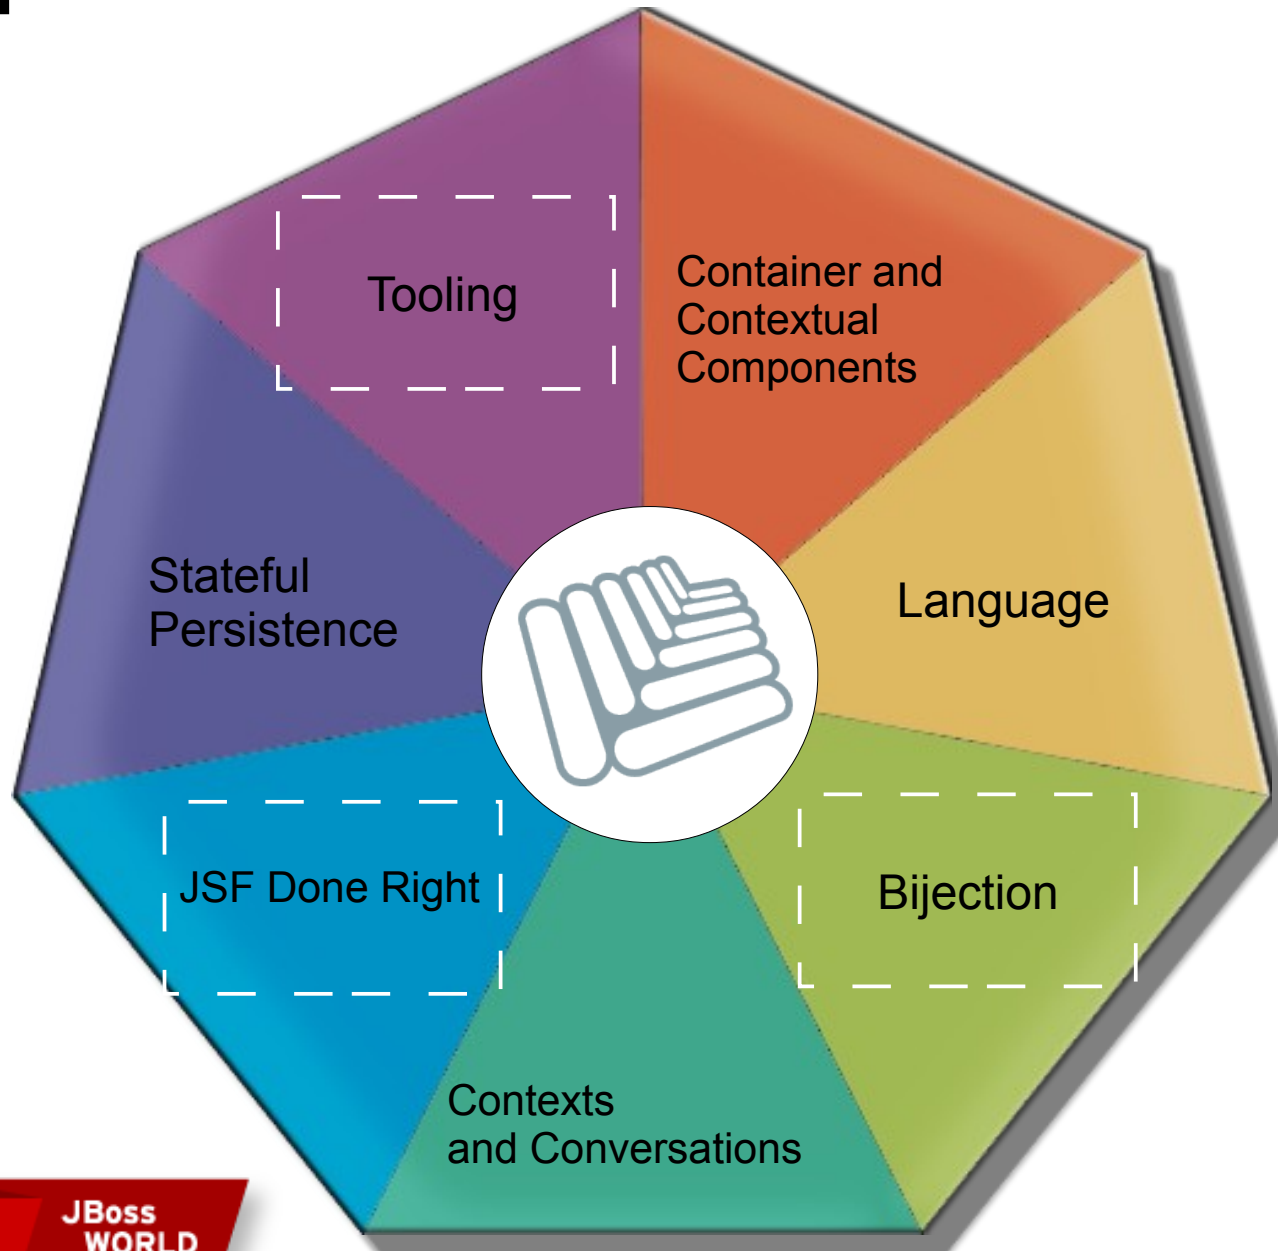 Tooling
Container and
Contextual
Components
Stateful
Persistence
Language
JSF Done Right
Bijection
Contexts
and Conversations
JBoss
WORLD